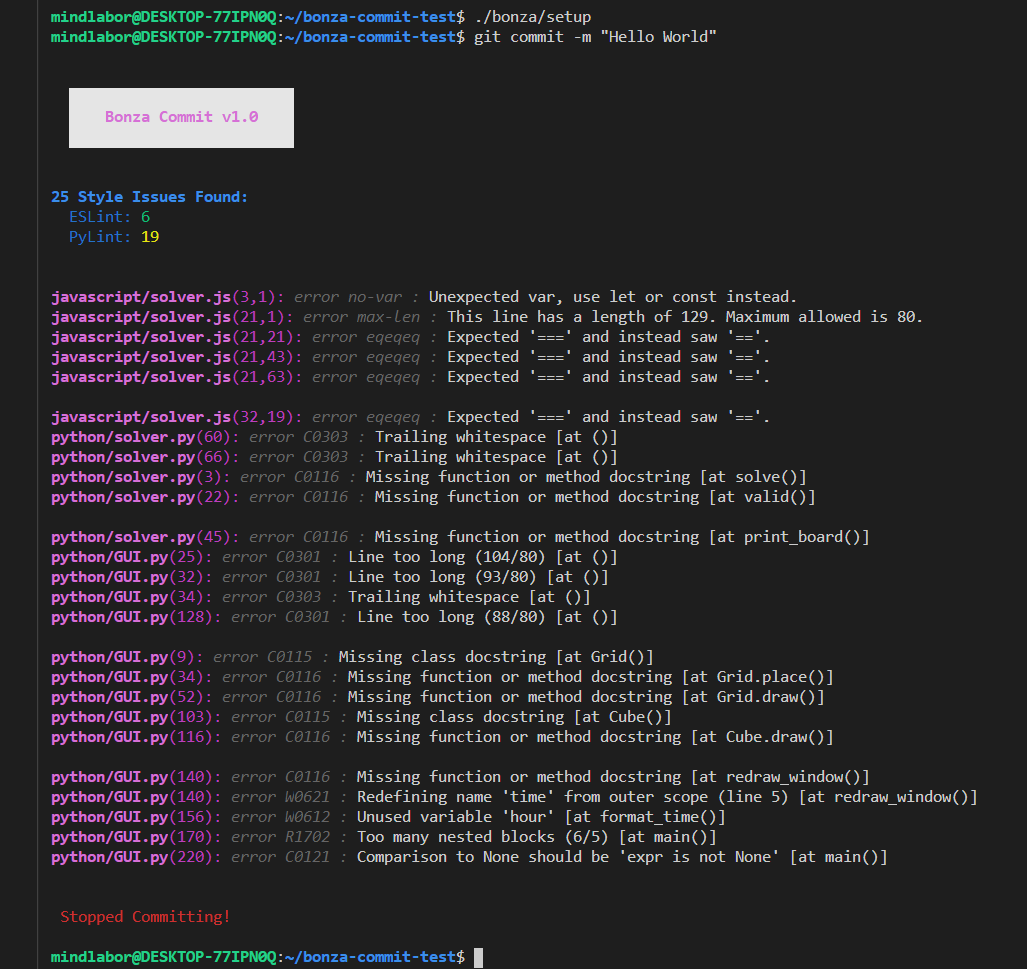 mindlabor@DESKTOP-77IPN0Q:~/bonza-commit-test$ ./bonza/setup
mindlabor@DESKTOP-77IPN0Q:~/bonza-commit-test$ git commit -m "Hello World"
Bonza Commit v1.0
25 Style Issues Found:
ESLint: 6
PyLint: 19
javascript/solver.js(3,1): error no-var : Unexpected var, use let or const instead.
javascript/solver.js(21,1): error max-len : This line has a length of 129. Maximum allowed is 80.
javascript/solver.js(21,21): error eqeqeq : Expected '===' and instead saw '=='.
javascript/solver.js(21,43): error eqeqeq : Expected '===' and instead saw '=='.
javascript/solver.js(21,63): error eqeqeq : Expected '===' and instead saw '=='.
javascript/solver.js(32,19): error eqeqeq : Expected '===' and instead saw '=='.
python/solver.py(60): error C0303 : Trailing whitespace [at ()]
python/solver.py(66): error C0303 : Trailing whitespace [at ()]
python/solver.py(3): error C0116 : Missing function or method docstring [at solve()]
python/solver.py(22): error C0116 : Missing function or method docstring [at valid()]
python/solver.py(45): error C0116 : Missing function or method docstring [at print_board()]
python/GUI.py(25): error C0301 : Line too long (104/80) [at ()]
python/GUI.py(32): error C0301 : Line too long (93/80) [at ()]
python/GUI.py(34): error C0303 : Trailing whitespace [at ()]
python/GUI.py(128): error C0301 : Line too long (88/80) [at ()]
python/GUI.py(9): error C0115 : Missing class docstring [at Grid()]
python/GUI.py(34): error C0116 : Missing function or method docstring [at Grid.place()]
python/GUI.py(52): error C0116 : Missing function or method docstring [at Grid.draw()]
python/GUI.py(103): error C0115 : Missing class docstring [at Cube()]
python/GUI.py(116): error C0116 : Missing function or method docstring [at Cube.draw()]
python/GUI.py(140): error C0116 : Missing function or method docstring [at redraw_window()]
python/GUI.py(140): error W0621 : Redefining name 'time' from outer scope (line 5) [at redraw_window()]
python/GUI.py(156): error W0612 : Unused variable 'hour' [at format_time()]
python/GUI.py(170): error R1702 : Too many nested blocks (6/5) [at main()]
python/GUI.py(220): error C0121 : Comparison to None should be 'expr is not None' [at main()]
Stopped Committing!
mindlabor@DESKTOP-77IPN0Q:~/bonza-commit-test$